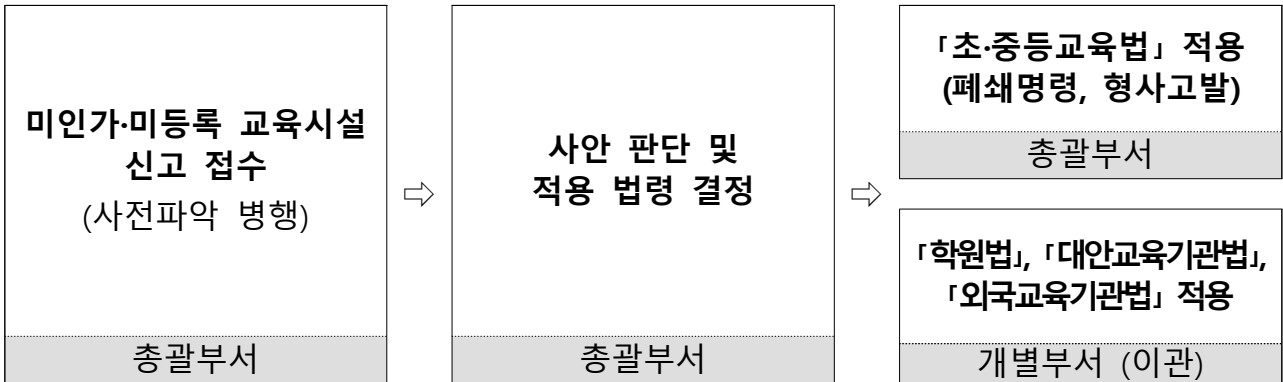 미인가·미등록 교육시설
신고 접수
(사전파악 병행)
총괄부서
⇨
사안 판단 및
적용 법령 결정
총괄부서
⇨
「초·중등교육법」 적용
(폐쇄명령, 형사고발)
총괄부서
「학원법」, 「대안교육기관법」,
「외국교육기관법」 적용
개별부서 (이관)